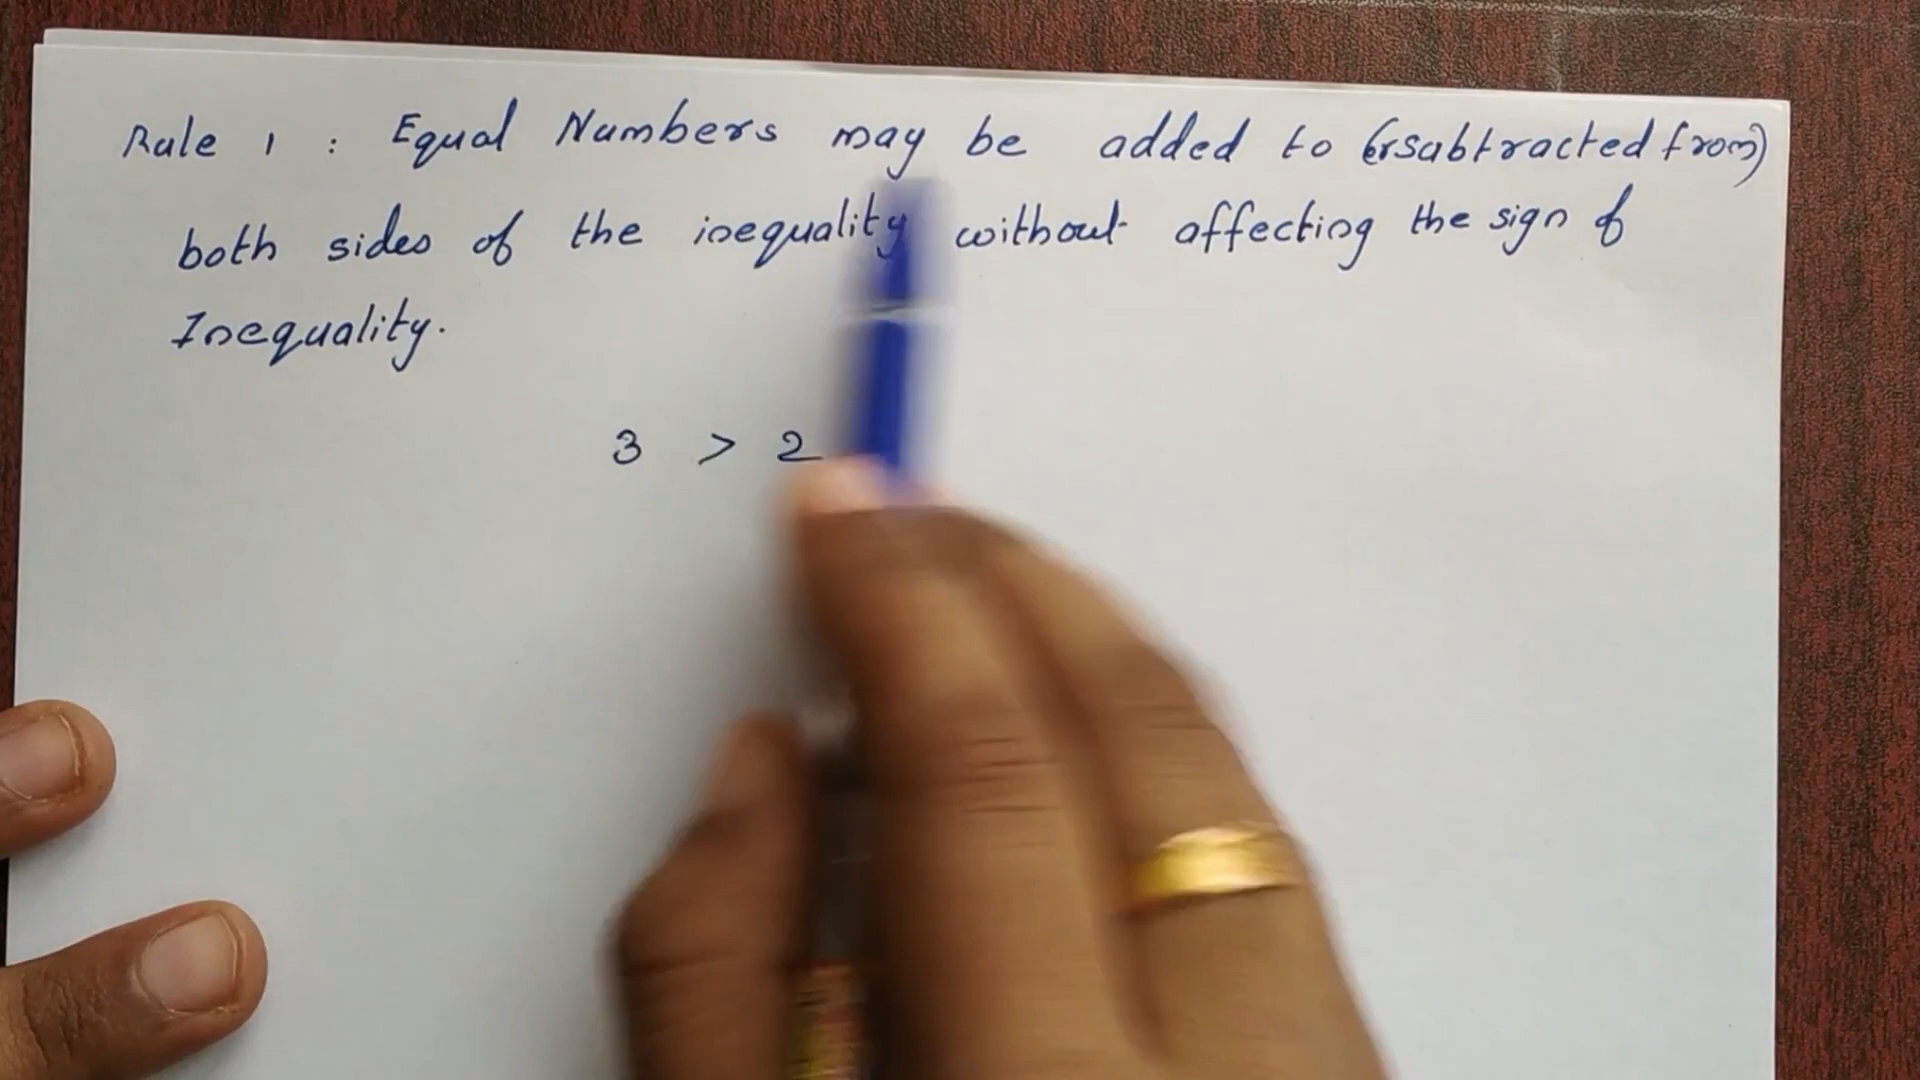 Rule 1 : Equal Numbers may be added to (or subtracted from)
both sides of the inequality without affecting the sign of
Inequality.
3 > 2